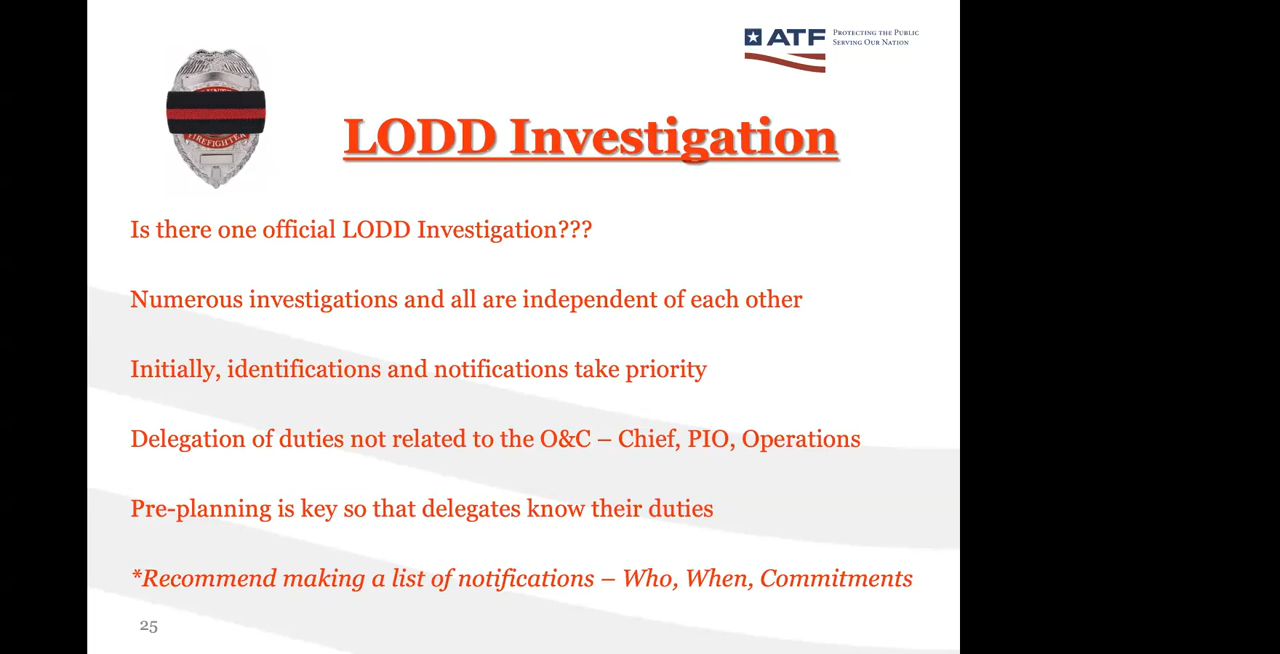 ATF
PROTECTING THE PUBLIC
SERVING OUR NATION
FIREFIGHTER
LODD Investigation
Is there one official LODD Investigation???
Numerous investigations and all are independent of each other
Initially, identifications and notifications take priority
Delegation of duties not related to the O&C – Chief, PIO, Operations
Pre-planning is key so that delegates know their duties
*Recommend making a list of notifications – Who, When, Commitments
25